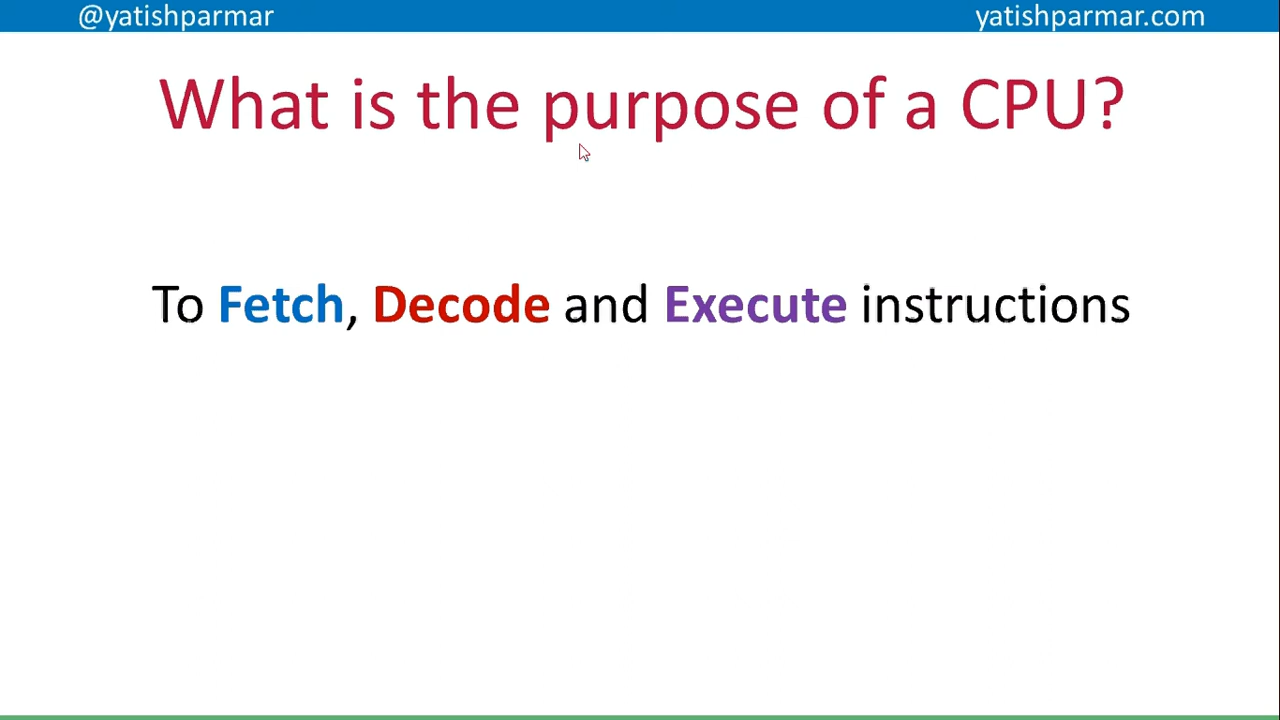 @yatishparmar
yatishparmar.com
What is the purpose of a CPU?
To Fetch, Decode and Execute instructions